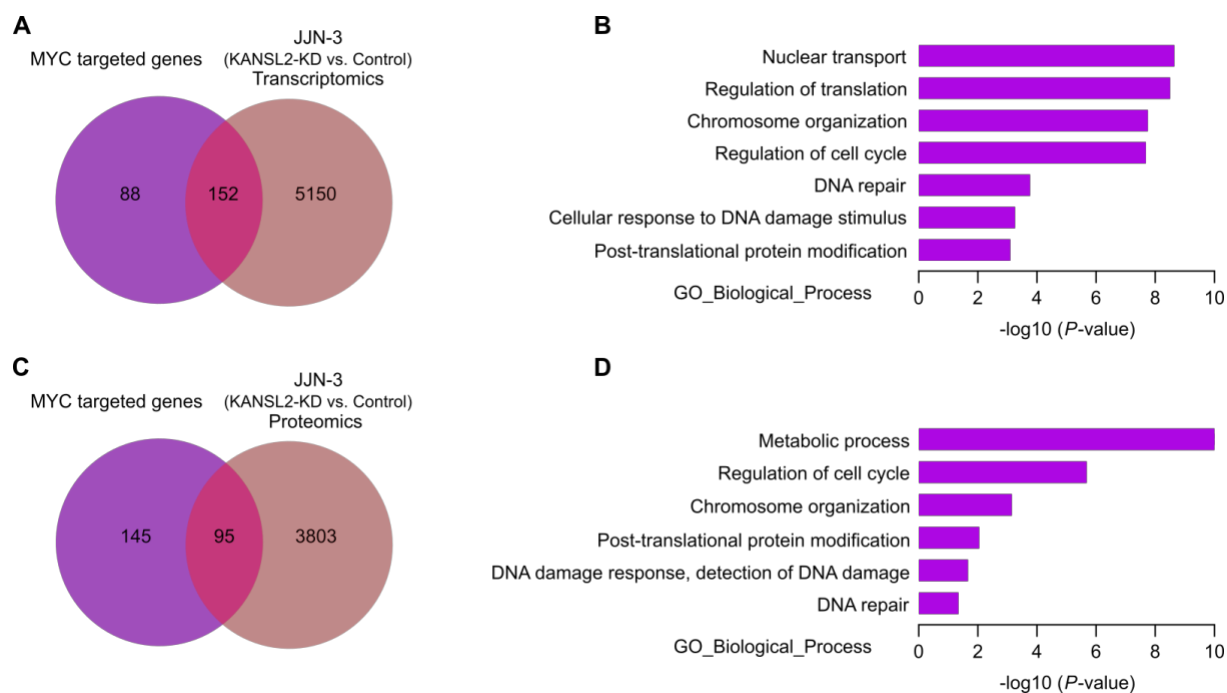 A
MYC targeted genes
JJN-3
(KANSL2-KD vs. Control)
Transcriptomics
88
152
5150
B
Nuclear transport
Regulation of translation
Chromosome organization
Regulation of cell cycle
DNA repair
Cellular response to DNA damage stimulus
Post-translational protein modification
GO_Biological_Process
0 2 4 6 8 10
-log10 (P-value)
C
MYC targeted genes
JJN-3
(KANSL2-KD vs. Control)
Proteomics
145
95
3803
D
Metabolic process
Regulation of cell cycle
Chromosome organization
Post-translational protein modification
DNA damage response, detection of DNA damage
DNA repair
GO_Biological_Process
0 2 4 6 8 10
-log10 (P-value)